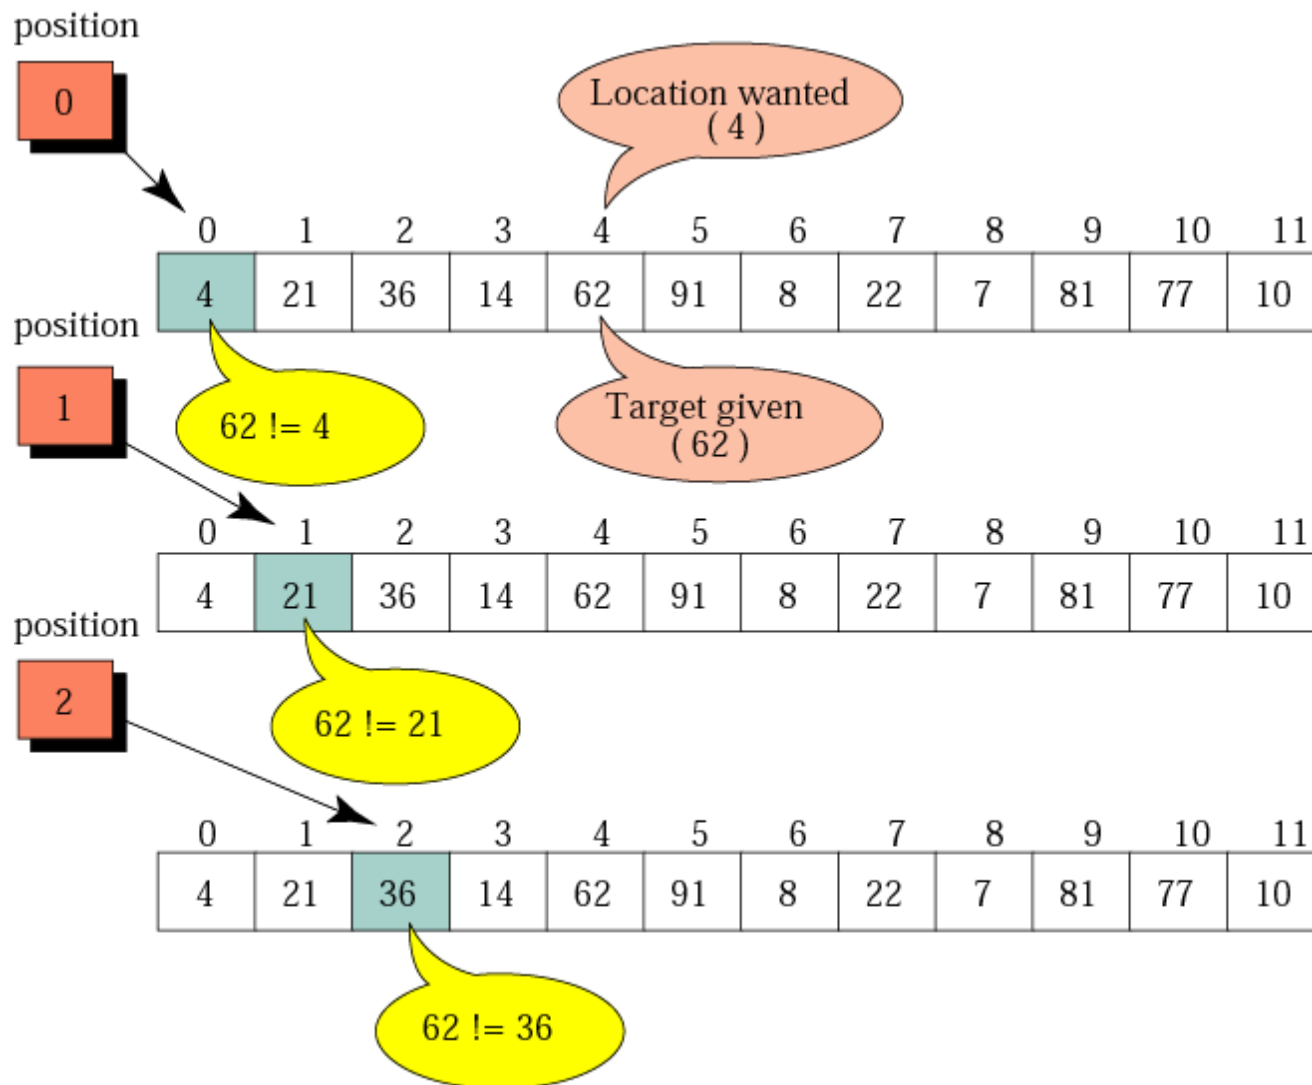 position
0
Location wanted
( 4 )
0 1 2 3 4 5 6 7 8 9 10 11
4 21 36 14 62 91 8 22 7 81 77 10
position
1
62 != 4
Target given
( 62 )
0 1 2 3 4 5 6 7 8 9 10 11
4 21 36 14 62 91 8 22 7 81 77 10
position
2
62 != 21
0 1 2 3 4 5 6 7 8 9 10 11
4 21 36 14 62 91 8 22 7 81 77 10
62 != 36